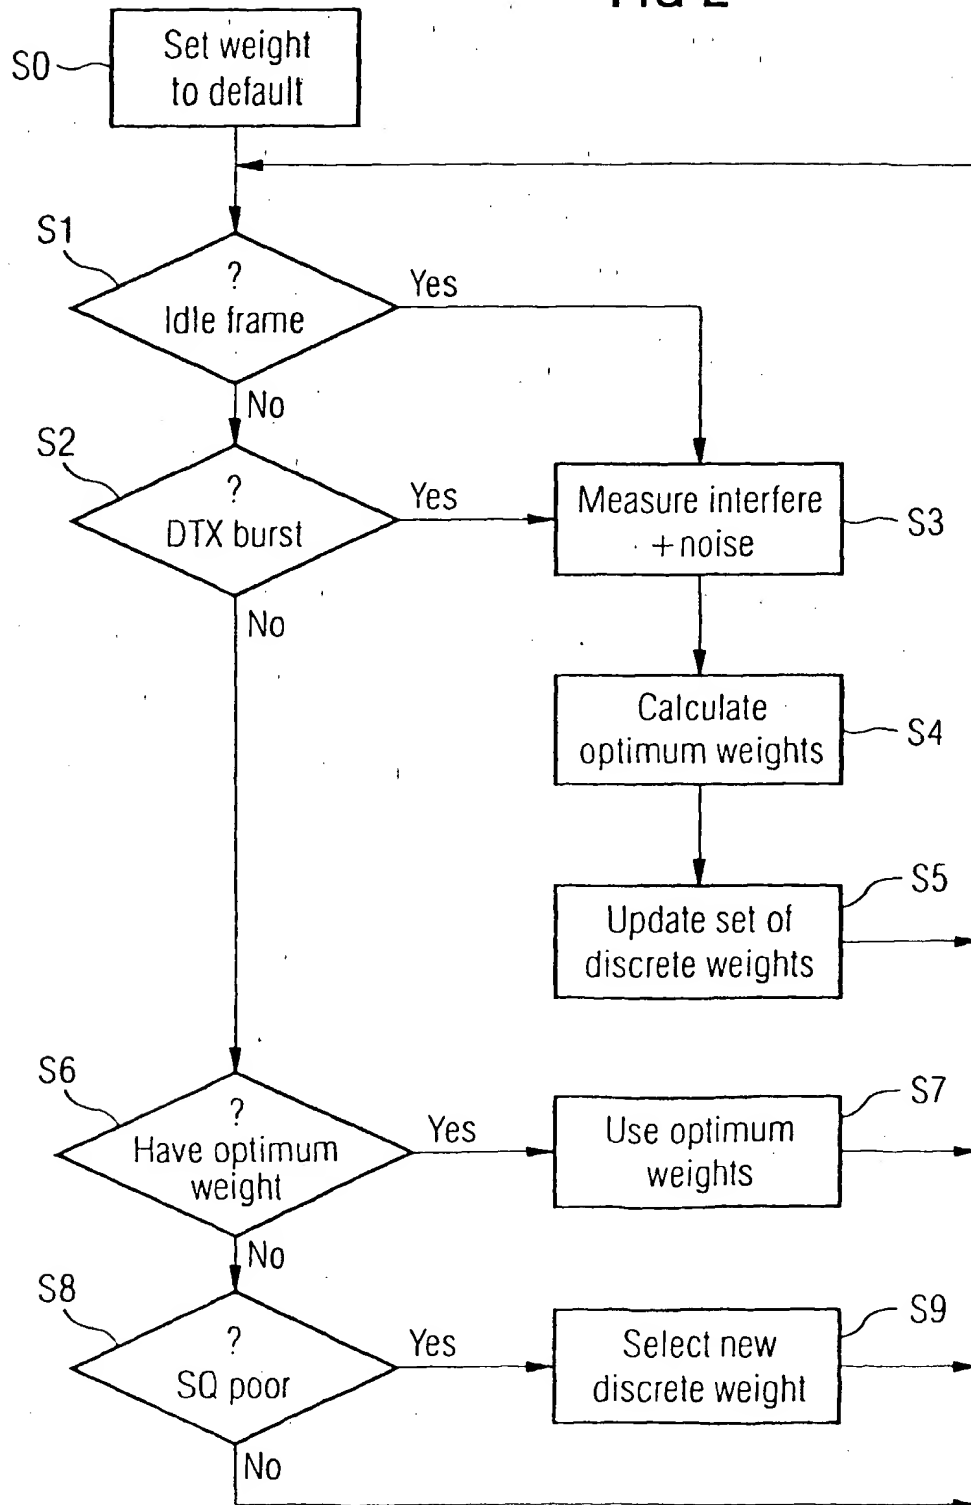 FIG 2
Set weight
to default
S0
S1
?
Idle frame
Yes
No
S2
?
DTX burst
Yes
No
Measure interfere
+noise
S3
Calculate
optimum weights
S4
Update set of
discrete weights
S5
S6
?
Have optimum
weight
Yes
No
Use optimum
weights
S7
S8
?
SQ poor
Yes
No
Select new
discrete weight
S9